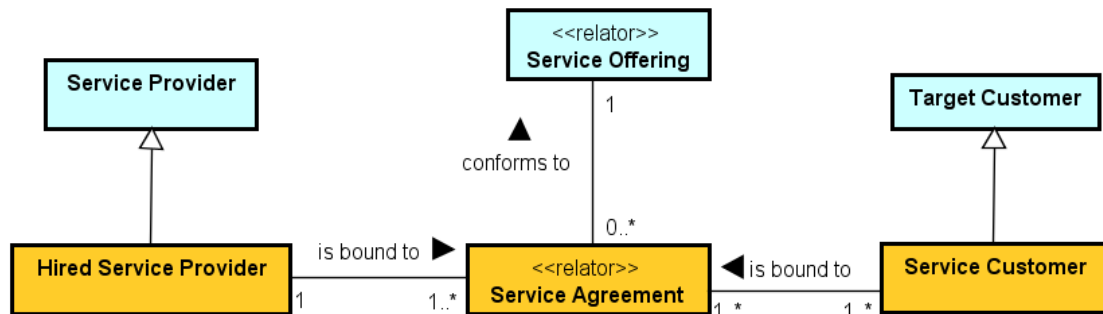 <<relator>>
Service Offering
Service Provider
Target Customer
1
conforms to
0..*
is bound to
is bound to
Hired Service Provider
<<relator>>
Service Agreement
Service Customer
1
1..*
1..*
1..*